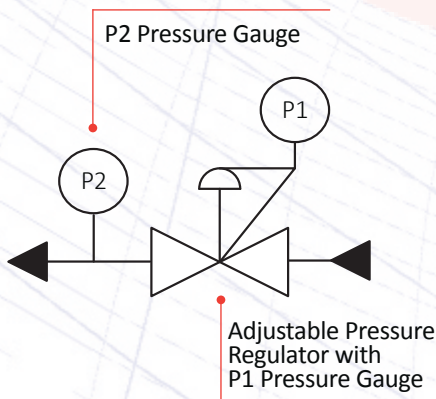 P2 Pressure Gauge
P1
P2
Adjustable Pressure
Regulator with
P1 Pressure Gauge